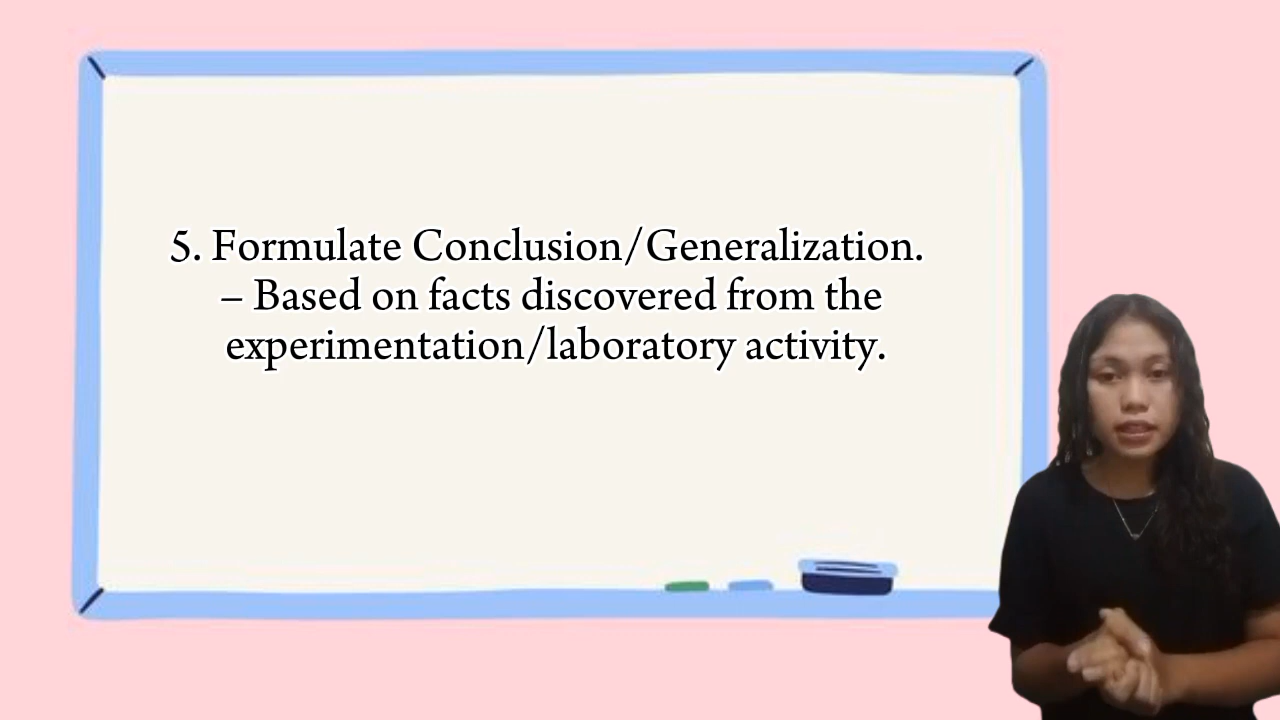 5. Formulate Conclusion/Generalization.
– Based on facts discovered from the
experimentation/laboratory activity.